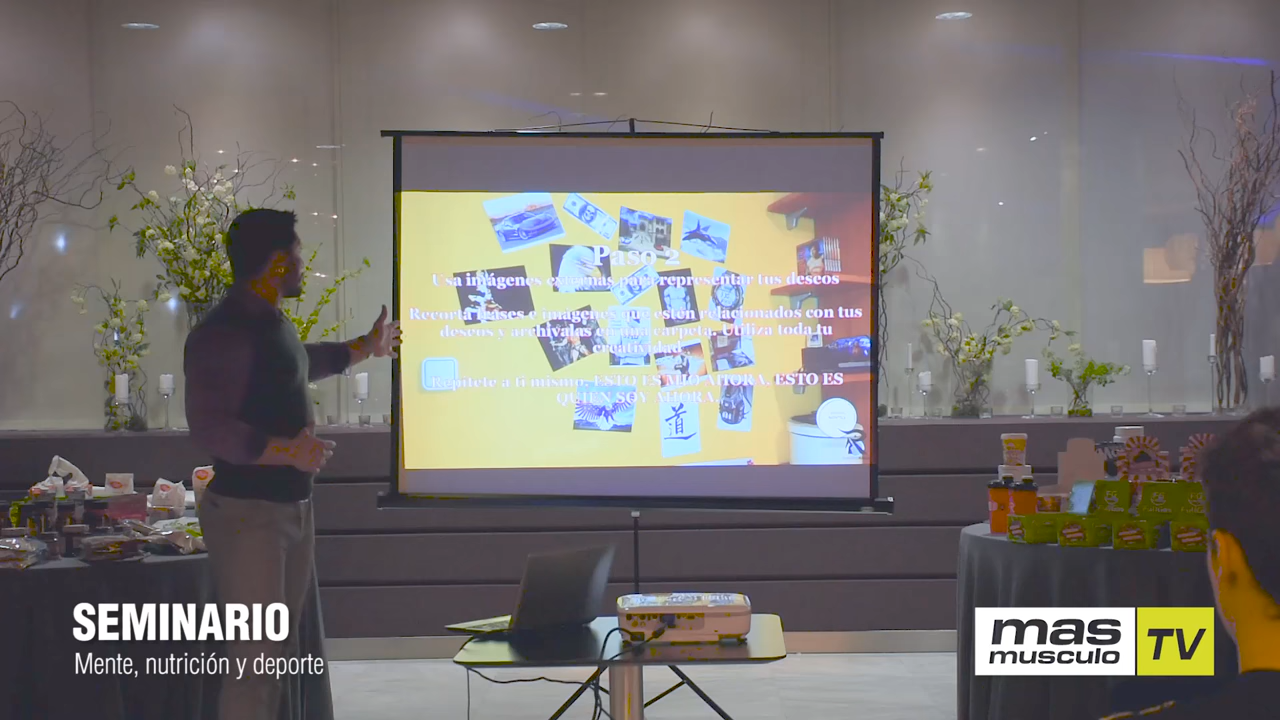 Paso 2
Usa imágenes externas para representar tus deseos
Recorta frases e imágenes que estén relacionados con tus
deseos y archívalas en una carpeta. Utiliza toda tu
creatividad
Repítete a ti mismo. ESTO ES MIO AHORA. ESTO ES
QUIEN SOY AHORA.
道
SEMINARIO
Mente, nutrición y deporte
mas
musculo
TV